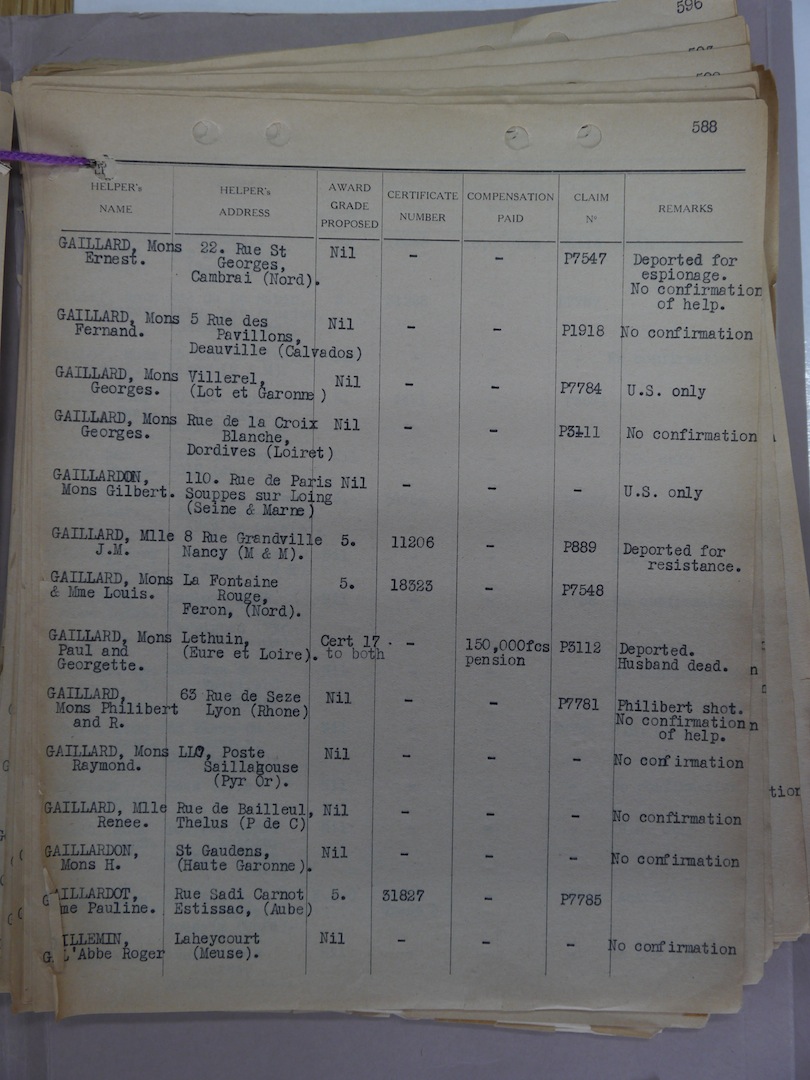 596
588
HELPER's NAME HELPER's ADDRESS AWARD GRADE PROPOSED CERTIFICATE NUMBER COMPENSATION PAID CLAIM Nº REMARKS
GAILLARD, Mons 22. Rue St Nil - - P7547 Deported for
Ernest. Georges, espionage.
Cambrai (Nord). No confirmation
of help.
GAILLARD, Mons 5 Rue des Nil - - P1918 No confirmation
Fernand. Pavillons,
Deauville (Calvados)
GAILLARD, Mons Villerel, Nil - - P7784 U.S. only
Georges. (Lot et Garonne)
GAILLARD, Mons Rue de la Croix Nil - - P3111 No confirmation
Georges. Blanche,
Dordives (Loiret)
GAILLARDON, 110. Rue de Paris Nil - - - U.S. only
Mons Gilbert. Souppes sur Loing
(Seine & Marne)
GAILLARD, Mlle 8 Rue Grandville 5. 11206 - P889 Deported for
J.M. Nancy (M & M). resistance.
GAILLARD, Mons La Fontaine 5. 18323 - P7548
& Mme Louis. Rouge,
Feron, (Nord).
GAILLARD, Mons Lethuin, Cert 17 - 150,000fcs P3112 Deported.
Paul and (Eure et Loire). to both pension Husband dead.
Georgette.
GAILLARD, 63 Rue de Seze Nil - - P7781 Philibert shot.
Mons Philibert Lyon (Rhone) No confirmation
and R. of help.
GAILLARD, Mons Poste Nil - - - No confirmation
Raymond. Saillagouse
(Pyr Or).
GAILLARD, Mlle Rue de Bailleul, Nil - - - No confirmation
Renee. Thelus (P de C)
GAILLARDON, St Gaudens, Nil - - - No confirmation
Mons H. (Haute Garonne).
GAILLARDOT, Rue Sadi Carnot 5. 31827 - P7785
me Pauline. Estissac, (Aube)
ILLEMIN, Laheycourt Nil - - - No confirmation
G. L'Abbe Roger (Meuse).